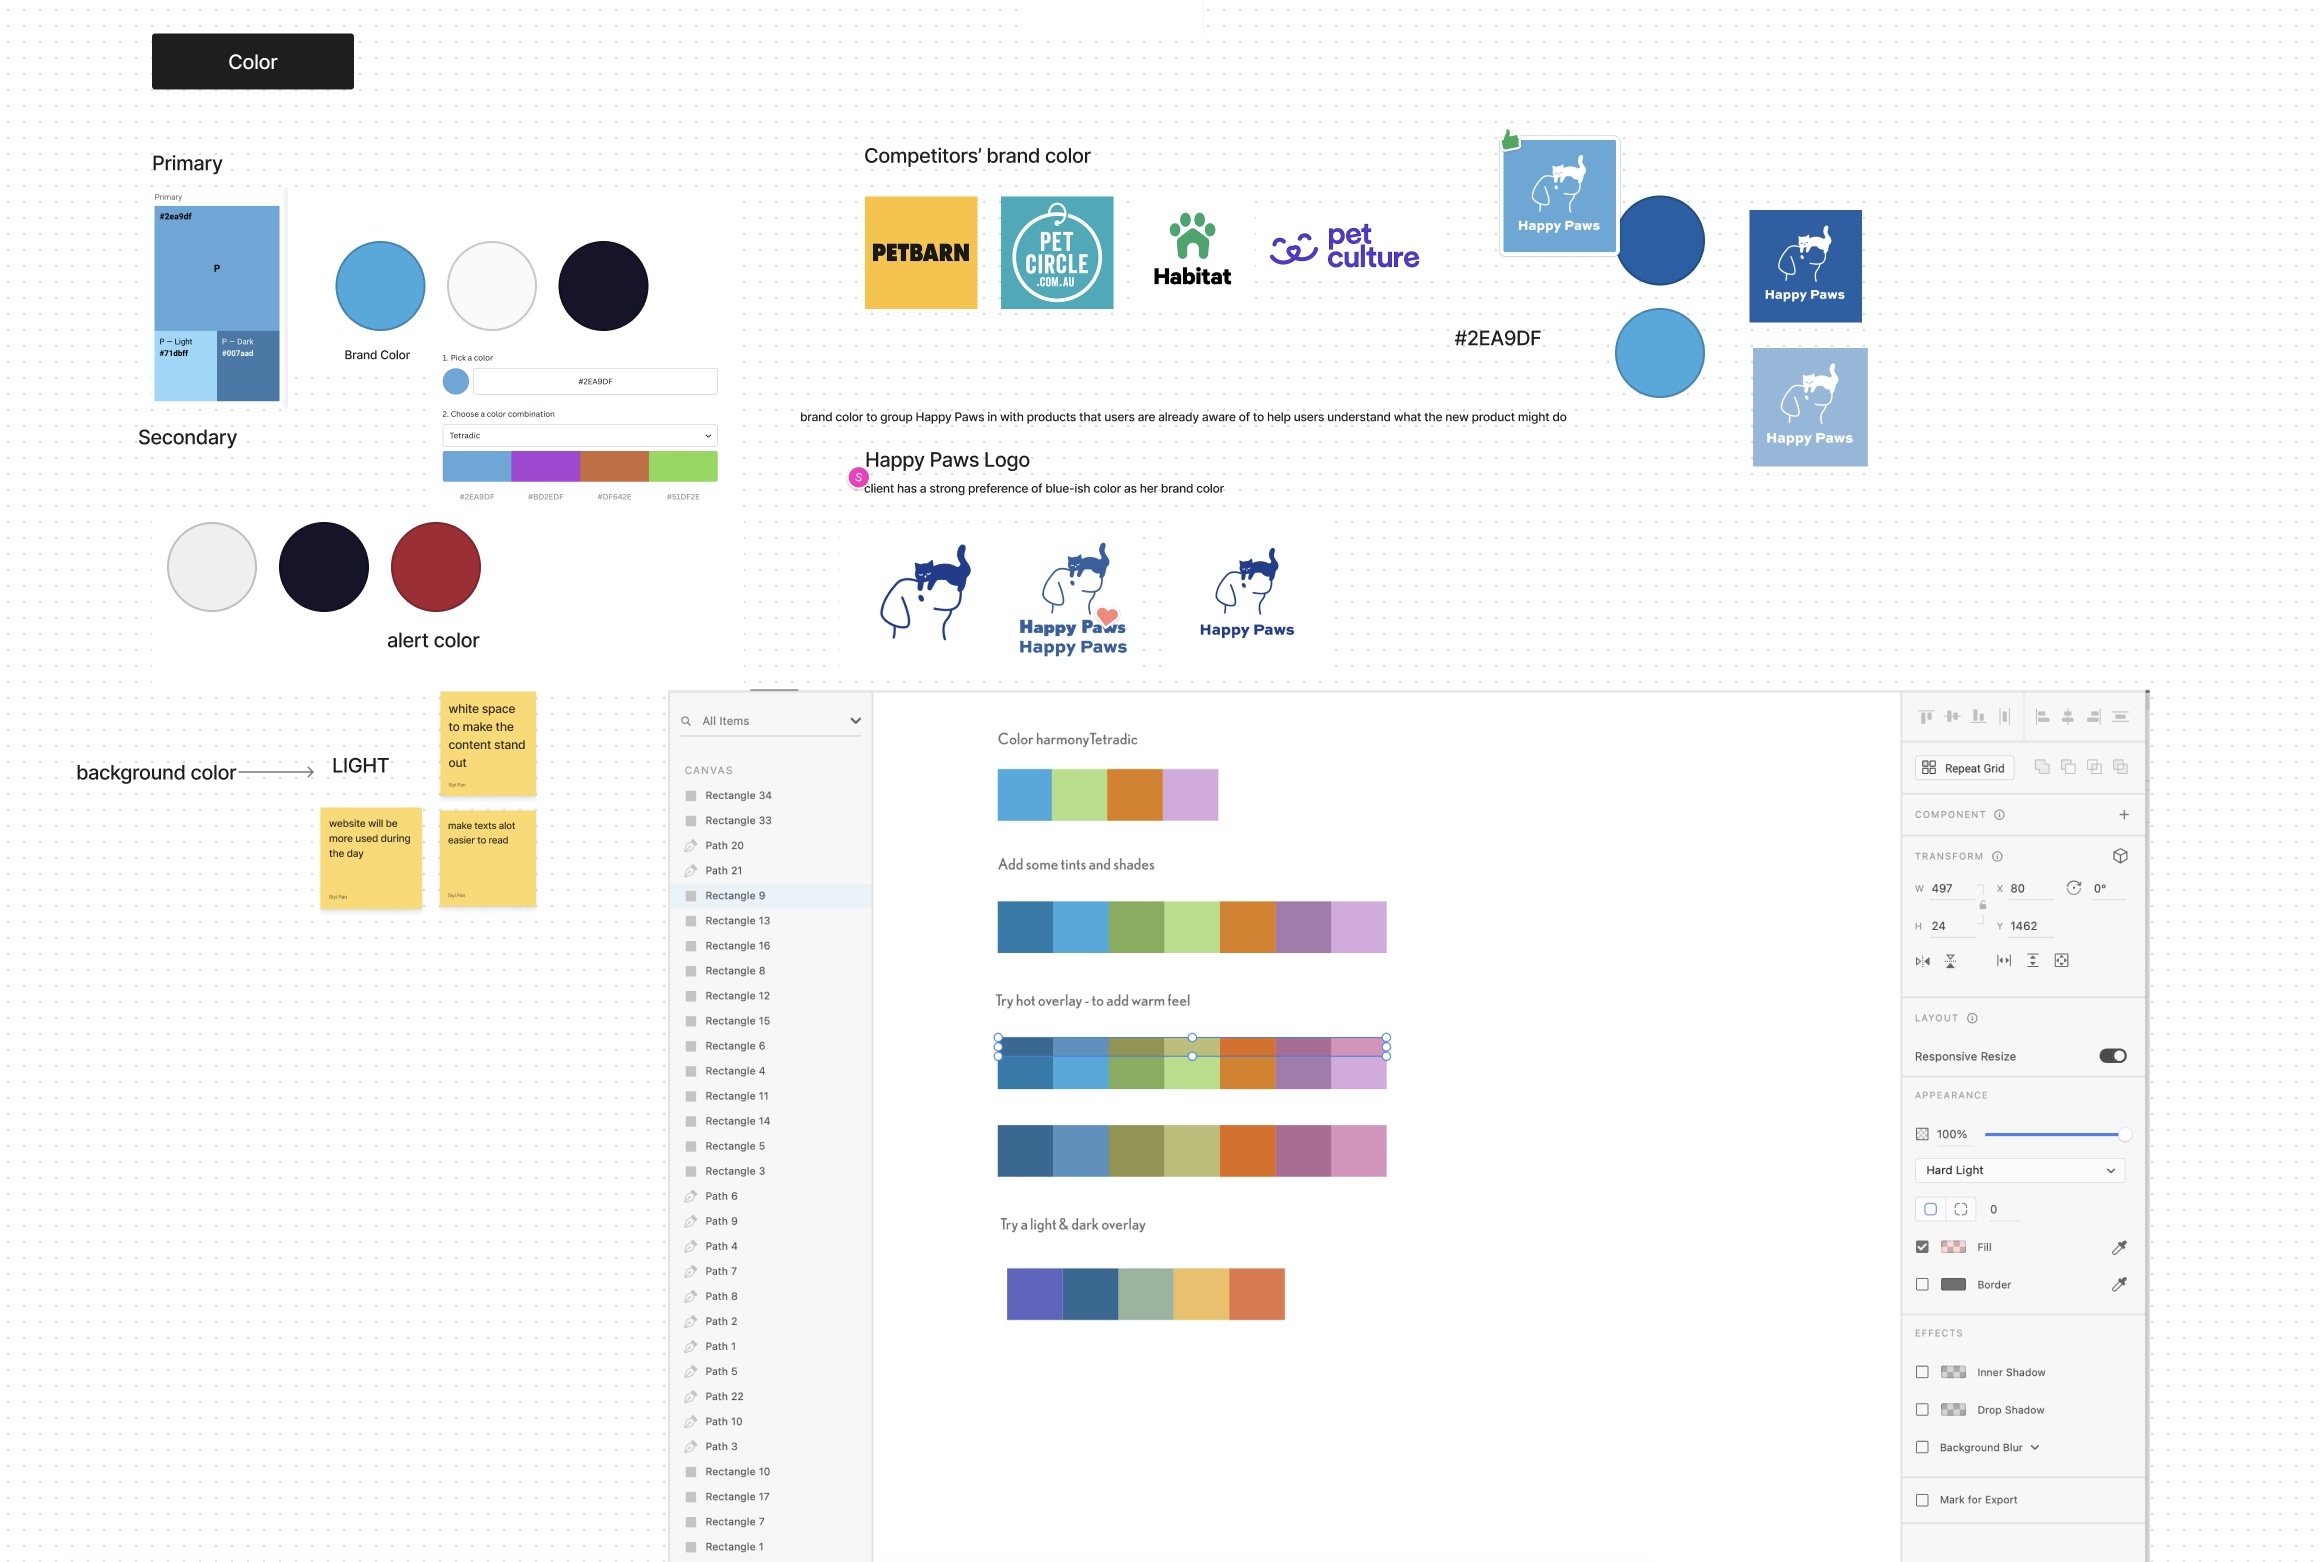 Color
Primary
Primary
#2ea9df
P
P — Light
#71dbff
P — Dark
#007aad
Brand Color
1. Pick a color
#2EA9DF
2. Choose a color combination
Tetradic
#2EA9DF
#BD2EDF
#DF642E
#51DF2E
Secondary
alert color
Competitors' brand color
PETBARN
PET
CIRCLE
.COM.AU
Habitat
pet
culture
Happy Paws
#2EA9DF
Happy Paws
Happy Paws
brand color to group Happy Paws in with products that users are already aware of to help users understand what the new product might do
Happy Paws Logo
S
client has a strong preference of blue-ish color as her brand color
Happy Paws
Happy Paws
Happy Paws
background color
LIGHT
white space
to make the
content stand
out
Siyi Pan
website will be
more used during
the day
Siyi Pan
make texts alot
easier to read
Siyi Pan
All Items
CANVAS
Rectangle 34
Rectangle 33
Path 20
Path 21
Rectangle 9
Rectangle 13
Rectangle 16
Rectangle 8
Rectangle 12
Rectangle 15
Rectangle 6
Rectangle 4
Rectangle 11
Rectangle 14
Rectangle 5
Rectangle 3
Path 6
Path 9
Path 4
Path 7
Path 8
Path 2
Path 1
Path 5
Path 22
Path 10
Path 3
Rectangle 10
Rectangle 17
Rectangle 7
Rectangle 1
Color harmonyTetradic
Add some tints and shades
Try hot overlay - to add warm feel
Try a light & dark overlay
Repeat Grid
COMPONENT
TRANSFORM
W 497 X 80 0°
H 24 Y 1462
LAYOUT
Responsive Resize
APPEARANCE
100%
Hard Light
0
Fill
Border
EFFECTS
Inner Shadow
Drop Shadow
Background Blur
Mark for Export